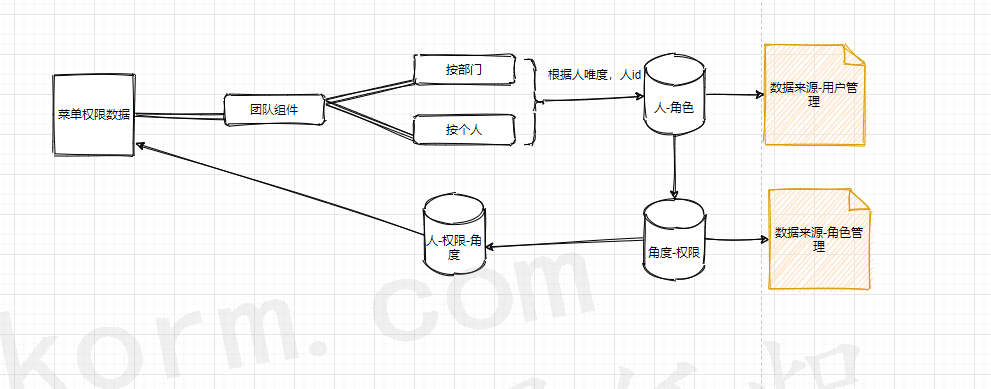 按部门
根据人唯度，人id
菜单权限数据
团队组件
按个人
人-角色
数据来源-用户管
理
人-权限-角
度
角度-权限
数据来源-角色管
理
korm.com